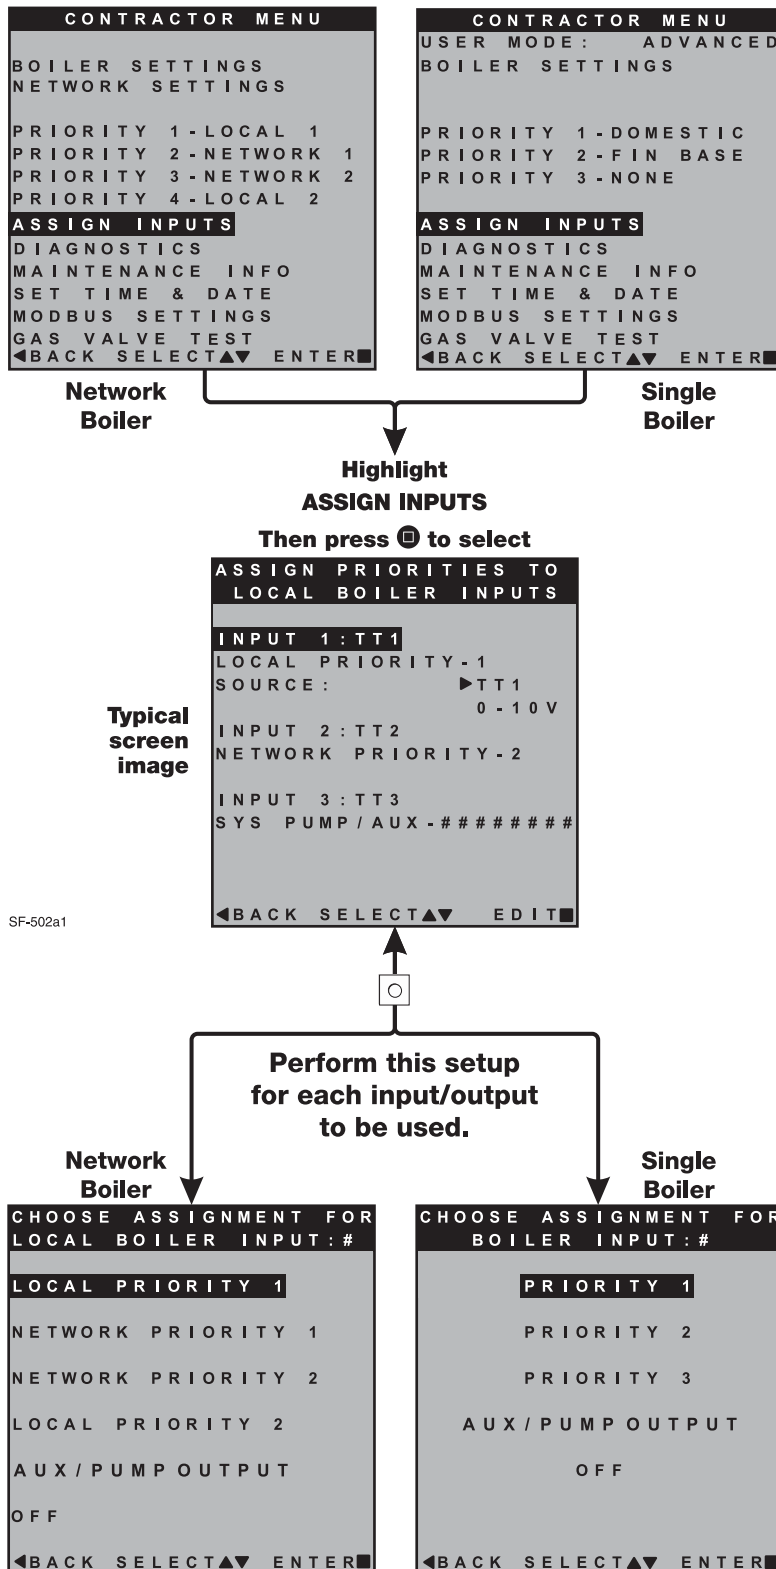 CONTRACTOR MENU
BOILER SETTINGS
NETWORK SETTINGS
PRIORITY 1-LOCAL 1
PRIORITY 2-NETWORK 1
PRIORITY 3-NETWORK 2
PRIORITY 4-LOCAL 2
ASSIGN INPUTS
DIAGNOSTICS
MAINTENANCE INFO
SET TIME & DATE
MODBUS SETTINGS
GAS VALVE TEST
◀BACK SELECT▲▼ ENTER■
Network
Boiler
CONTRACTOR MENU
USER MODE: ADVANCED
BOILER SETTINGS
PRIORITY 1-DOMESTIC
PRIORITY 2-FIN BASE
PRIORITY 3-NONE
ASSIGN INPUTS
DIAGNOSTICS
MAINTENANCE INFO
SET TIME & DATE
MODBUS SETTINGS
GAS VALVE TEST
◀BACK SELECT▲▼ ENTER■
Single
Boiler
Highlight
ASSIGN INPUTS
Then press to select
ASSIGN PRIORITIES TO
LOCAL BOILER INPUTS
INPUT 1:TT1
LOCAL PRIORITY-1
SOURCE: ▶TT1
0-10V
INPUT 2:TT2
NETWORK PRIORITY-2
INPUT 3:TT3
SYS PUMP/AUX-########
◀BACK SELECT▲▼ EDIT■
Typical
screen
image
SF-502a1
Perform this setup
for each input/output
to be used.
Network
Boiler
CHOOSE ASSIGNMENT FOR
LOCAL BOILER INPUT:#
LOCAL PRIORITY 1
NETWORK PRIORITY 1
NETWORK PRIORITY 2
LOCAL PRIORITY 2
AUX/PUMP OUTPUT
OFF
◀BACK SELECT▲▼ ENTER■
Single
Boiler
CHOOSE ASSIGNMENT FOR
BOILER INPUT:#
PRIORITY 1
PRIORITY 2
PRIORITY 3
AUX/PUMP OUTPUT
OFF
◀BACK SELECT▲▼ ENTER■